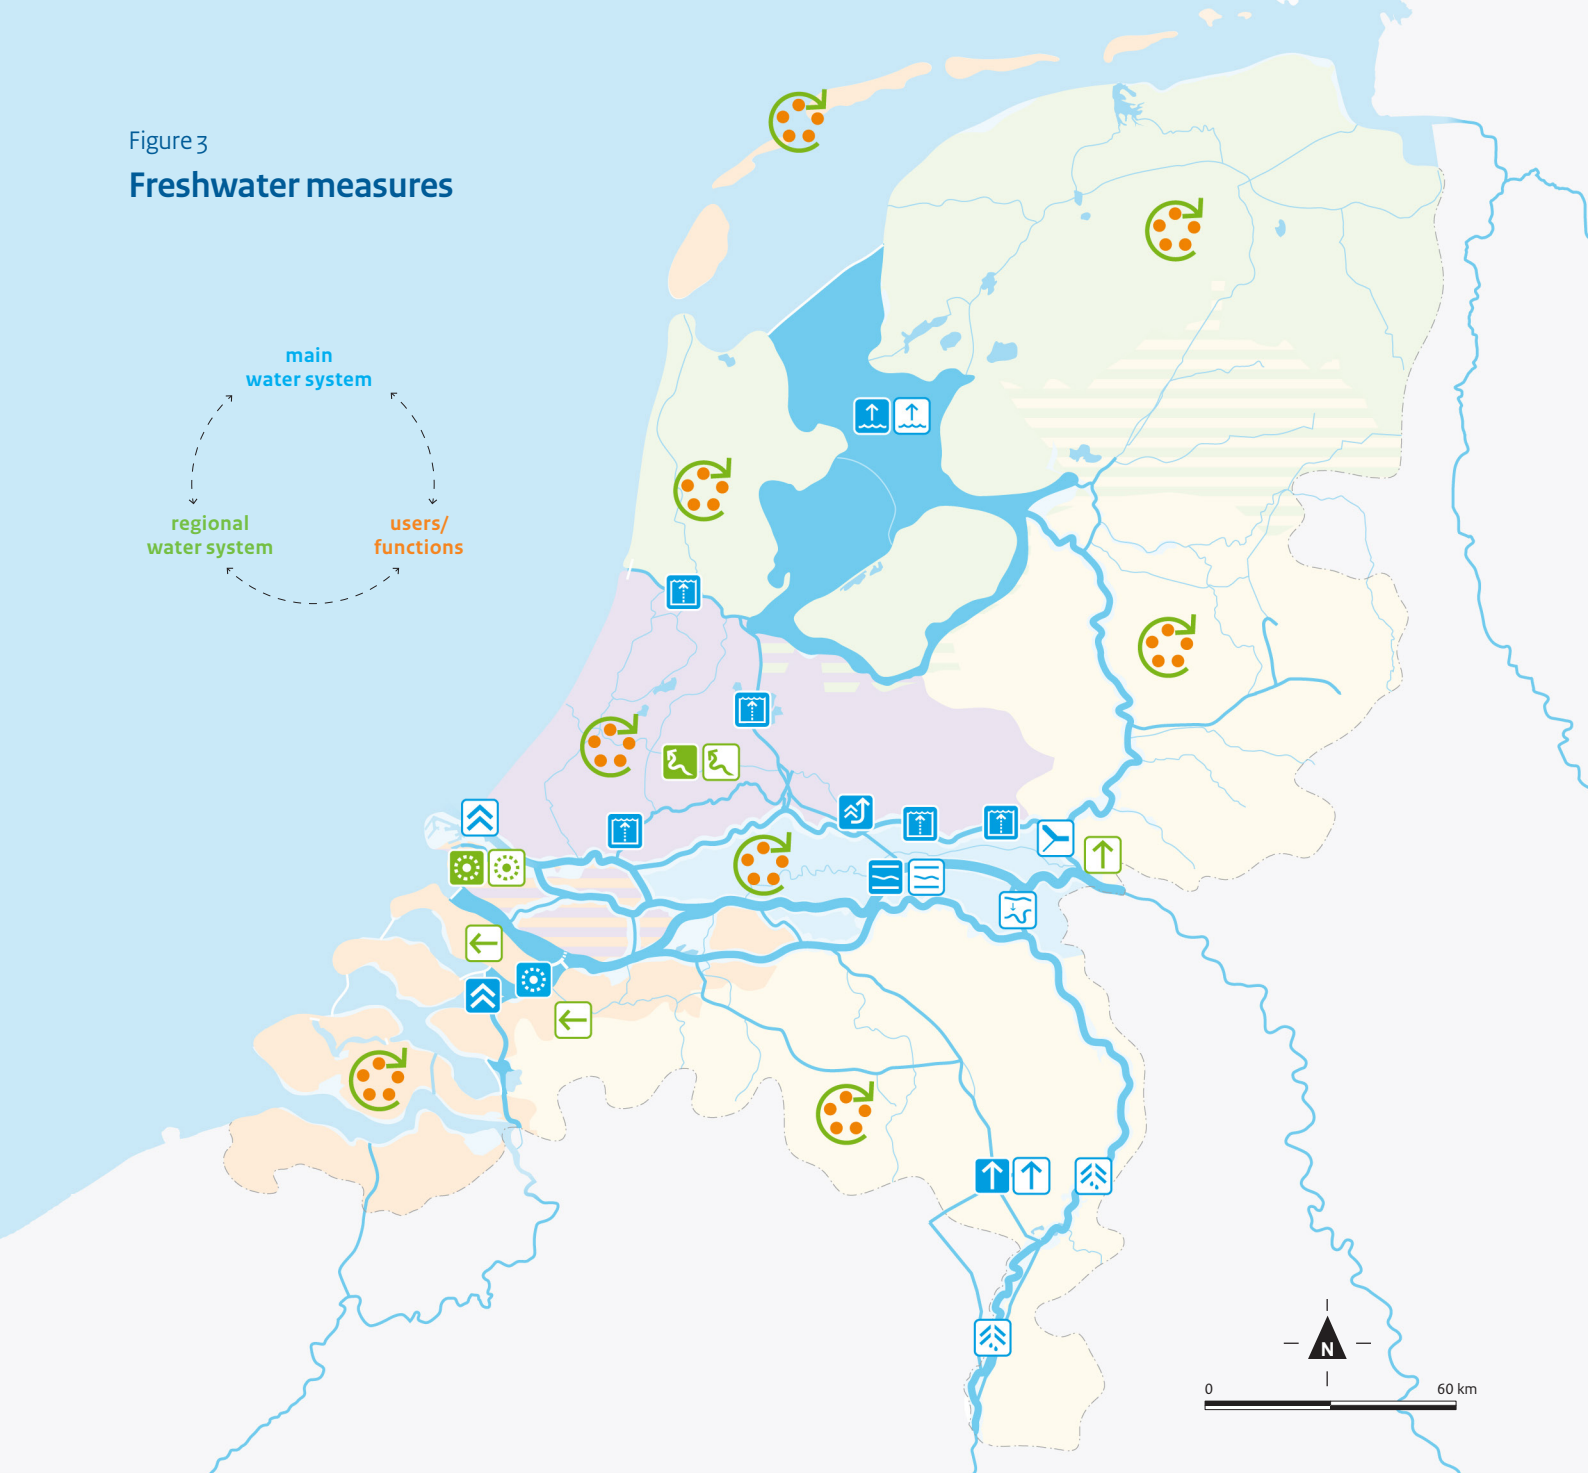 Figure 3
Freshwater measures
main
water system
regional
water system
users/
functions
N
0
60 km